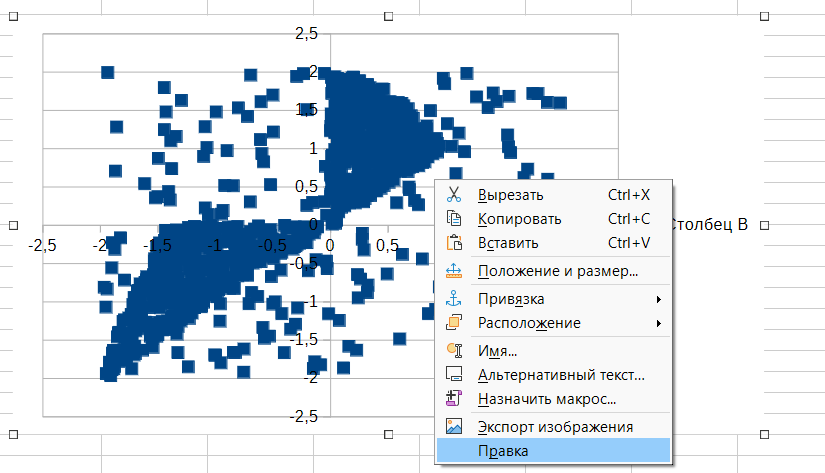 2,5
2
1,5
1
0,5
0
-2,5
-2
-1,5
-1
-0,5
0
0,5
-0,5
-1
-1,5
-2
-2,5
Столбец B
Вырезать Ctrl+X
Копировать Ctrl+C
Вставить Ctrl+V
Положение и размер...
Привязка
Расположение
Имя...
Альтернативный текст...
Назначить макрос...
Экспорт изображения
Правка